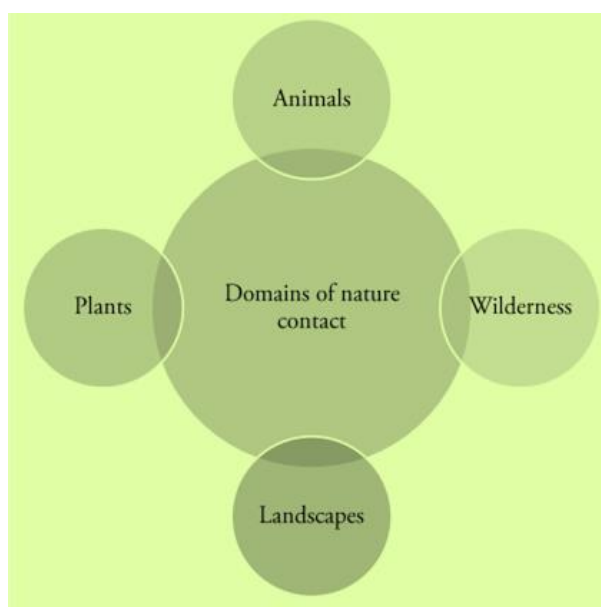 Animals
Plants
Domains of nature
contact
Wilderness
Landscapes